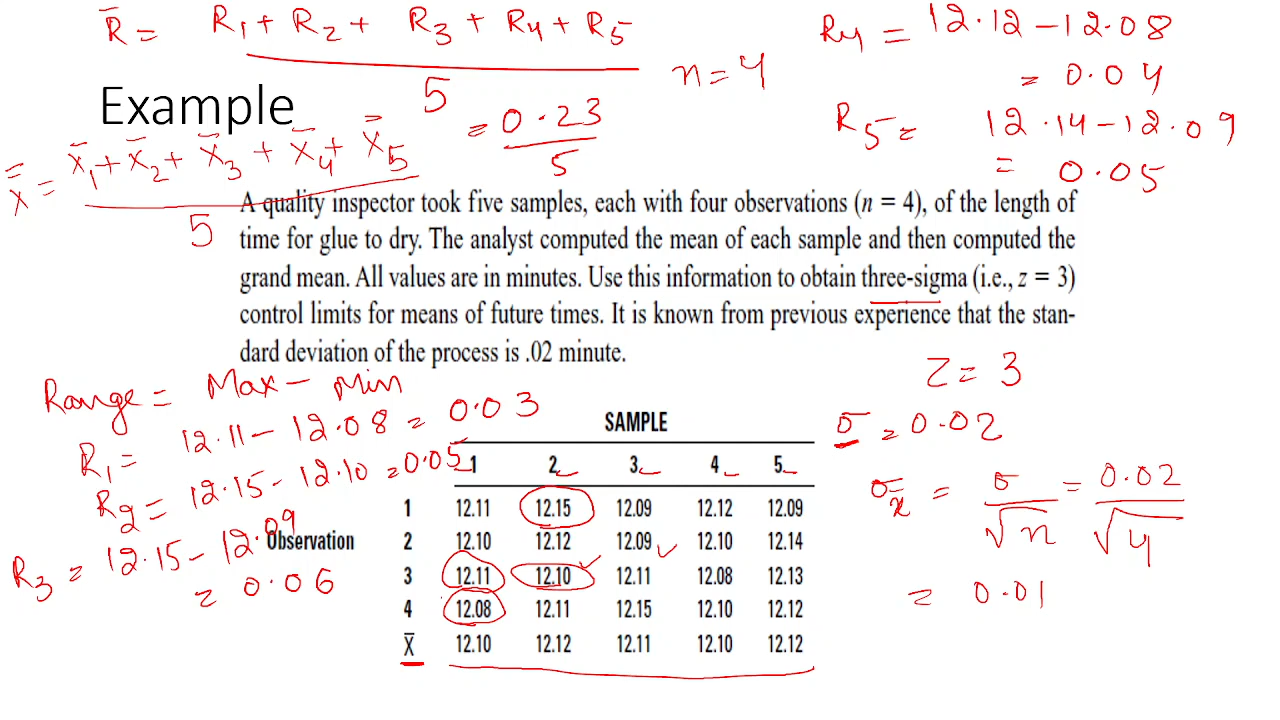 R̄ = R1 + R2 + R3 + R4 + R5
5
= 0.23
5
n = 4
R4 = 12.12 - 12.08
= 0.04
R5 = 12.14 - 12.09
= 0.05
Example
x̿ = x̄1 + x̄2 + x̄3 + x̄4 + x̿5
5
A quality inspector took five samples, each with four observations (n = 4), of the length of
time for glue to dry. The analyst computed the mean of each sample and then computed the
grand mean. All values are in minutes. Use this information to obtain three-sigma (i.e., z = 3)
control limits for means of future times. It is known from previous experience that the stan-
dard deviation of the process is .02 minute.
Range = Max - Min
R1 = 12.11 - 12.08 = 0.03
R2 = 12.15 - 12.10 = 0.05
R3 = 12.15 - 12.09
= 0.06
Z = 3
σ = 0.02
σx̄ = σ/√n = 0.02/√4
= 0.01
SAMPLE
1 2 3 4 5
1 12.11 12.15 12.09 12.12 12.09
Observation 2 12.10 12.12 12.09 12.10 12.14
3 12.11 12.10 12.11 12.08 12.13
4 12.08 12.11 12.15 12.10 12.12
X̄ 12.10 12.12 12.11 12.10 12.12